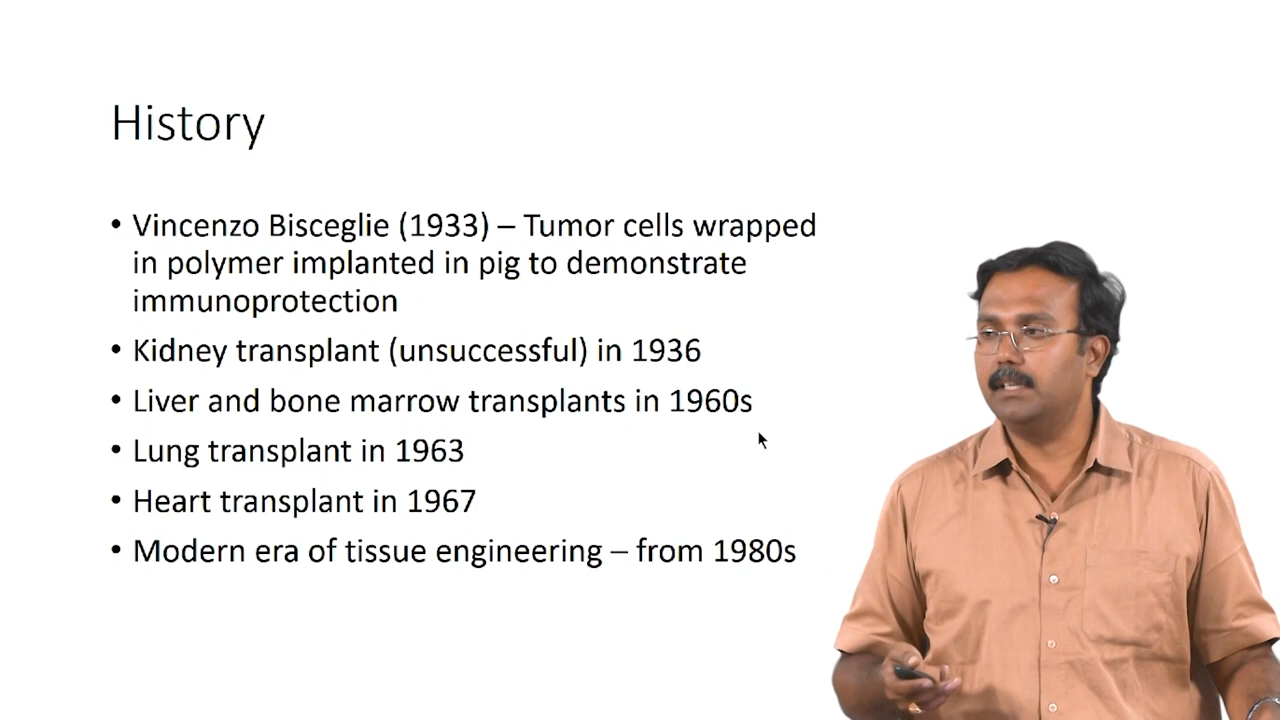 History
• Vincenzo Bisceglie (1933) – Tumor cells wrapped
in polymer implanted in pig to demonstrate
immunoprotection
• Kidney transplant (unsuccessful) in 1936
• Liver and bone marrow transplants in 1960s
• Lung transplant in 1963
• Heart transplant in 1967
• Modern era of tissue engineering – from 1980s